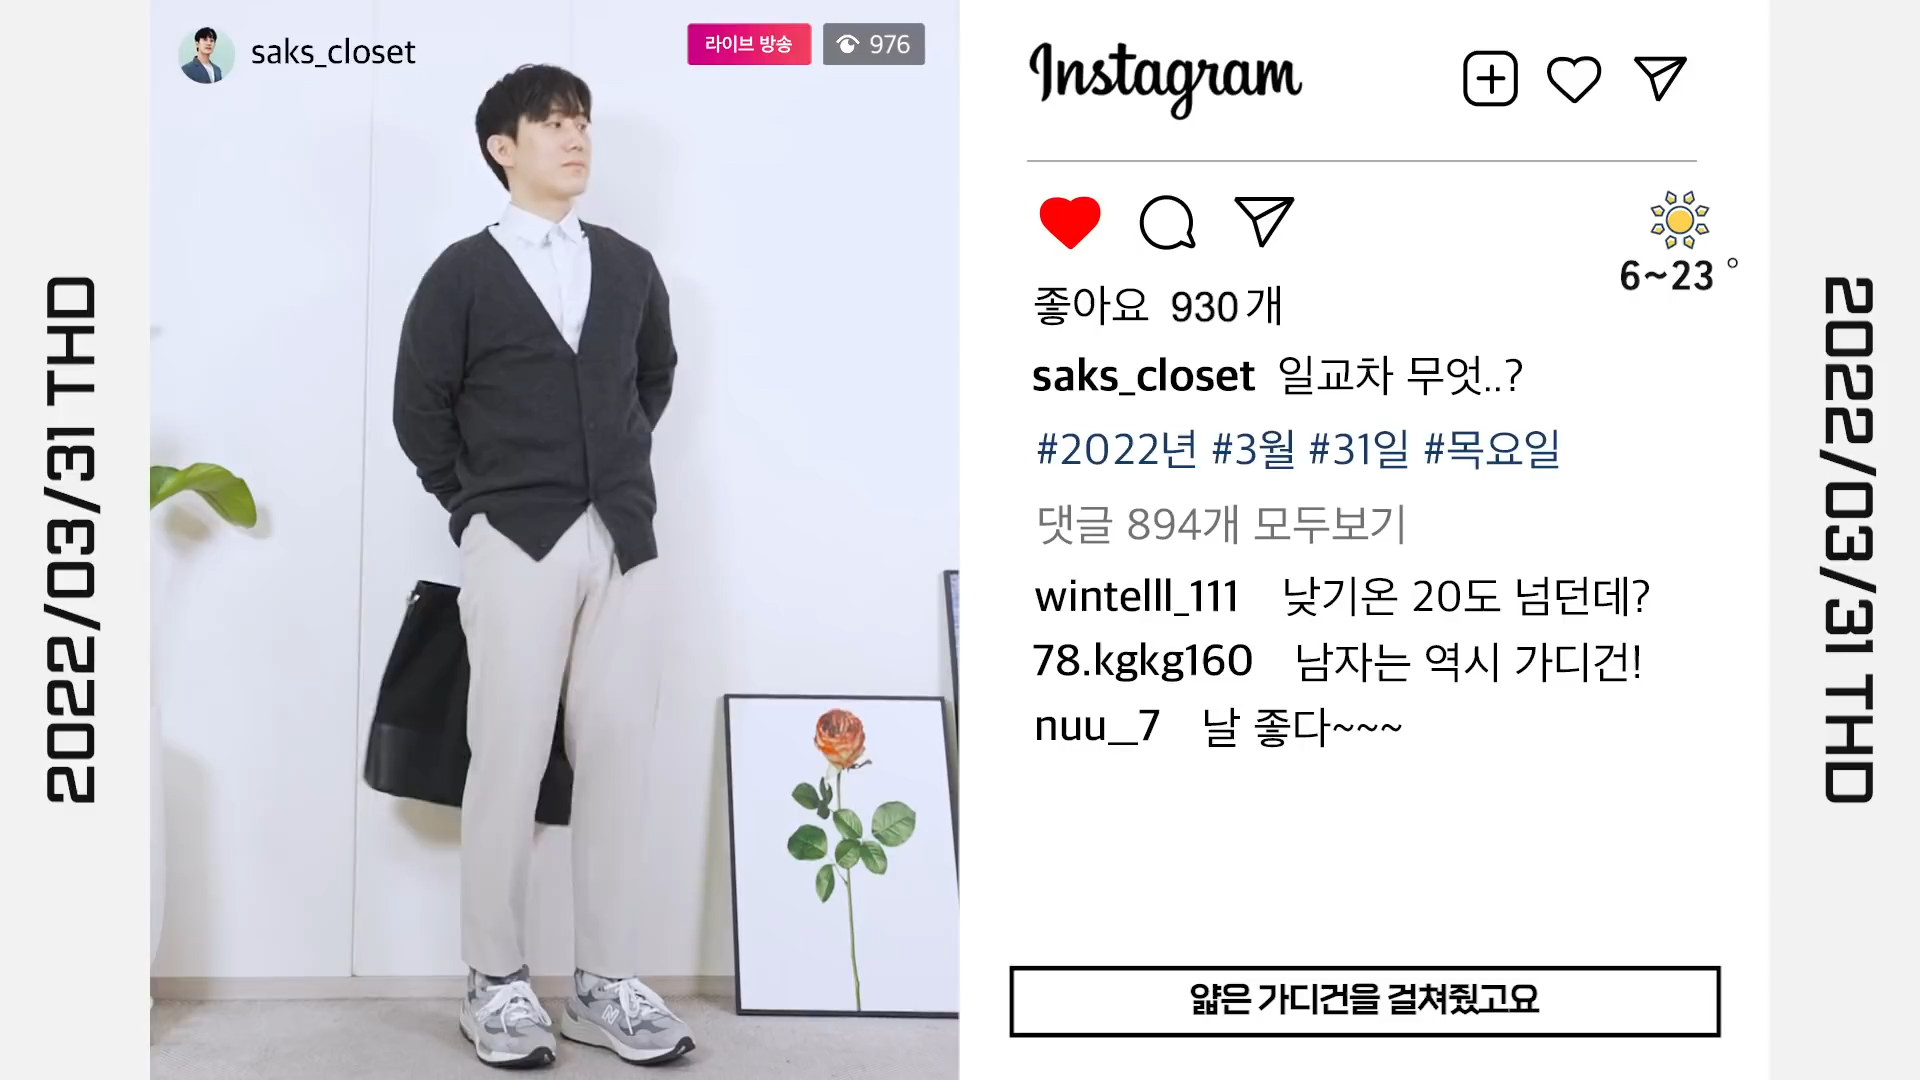 2022/03/31 THD
saks_closet
라이브 방송
976
Instagram
6~23 °
좋아요 930개
saks_closet 일교차 무엇..?
#2022년 #3월 #31일 #목요일
댓글 894개 모두보기
wintelll_111 낮기온 20도 넘던데?
78.kgkg160 남자는 역시 가디건!
nuu__7 날 좋다~~~
얇은 가디건을 걸쳐줬고요
2022/03/31 THD
N